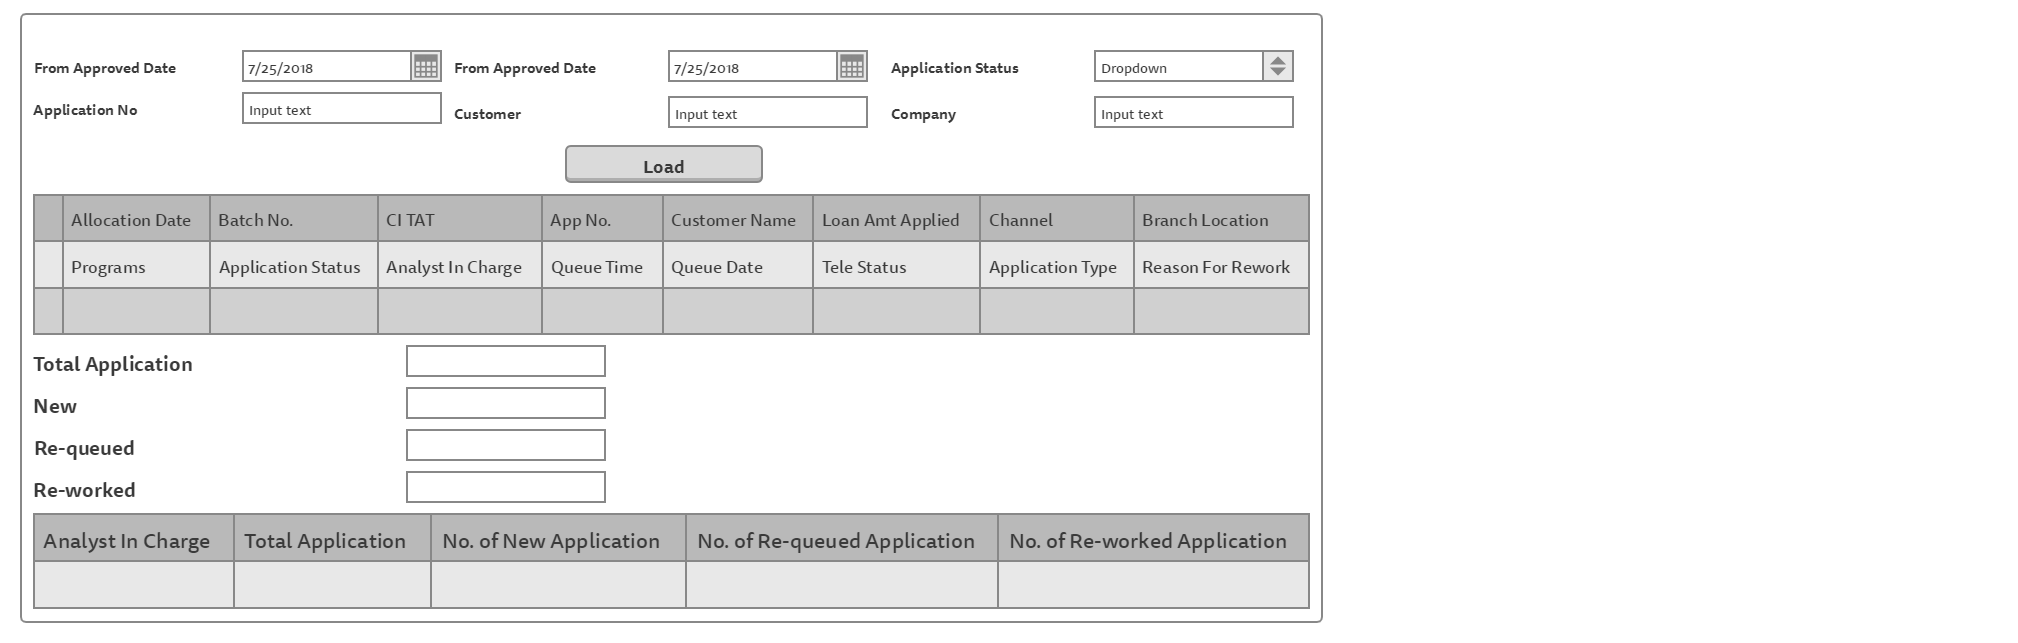 From Approved Date 7/25/2018 From Approved Date 7/25/2018 Application Status Dropdown
Application No Input text Customer Input text Company Input text
Load
Allocation Date Batch No. CI TAT App No. Customer Name Loan Amt Applied Channel Branch Location
Programs Application Status Analyst In Charge Queue Time Queue Date Tele Status Application Type Reason For Rework
Total Application
New
Re-queued
Re-worked
Analyst In Charge Total Application No. of New Application No. of Re-queued Application No. of Re-worked Application